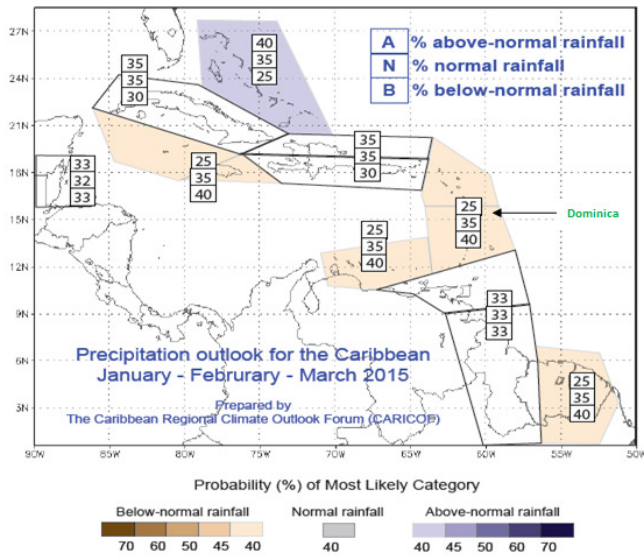 27N
24N
21N
18N
15N
12N
9N
6N
3N
40
35
25
A % above-normal rainfall
N % normal rainfall
B % below-normal rainfall
35
35
30
35
35
30
33
32
33
25
35
40
25
35
40
Dominica
25
35
40
33
33
33
25
35
40
Precipitation outlook for the Caribbean
January - Februrary - March 2015
Prepared by
The Caribbean Regional Climate Outlook Forum (CARICOF)
90W 85W 80W 75W 70W 65W 60W 55W 50W
Probability (%) of Most Likely Category
Below-normal rainfall Normal rainfall Above-normal rainfall
70 60 50 45 40 40 40 45 50 60 70